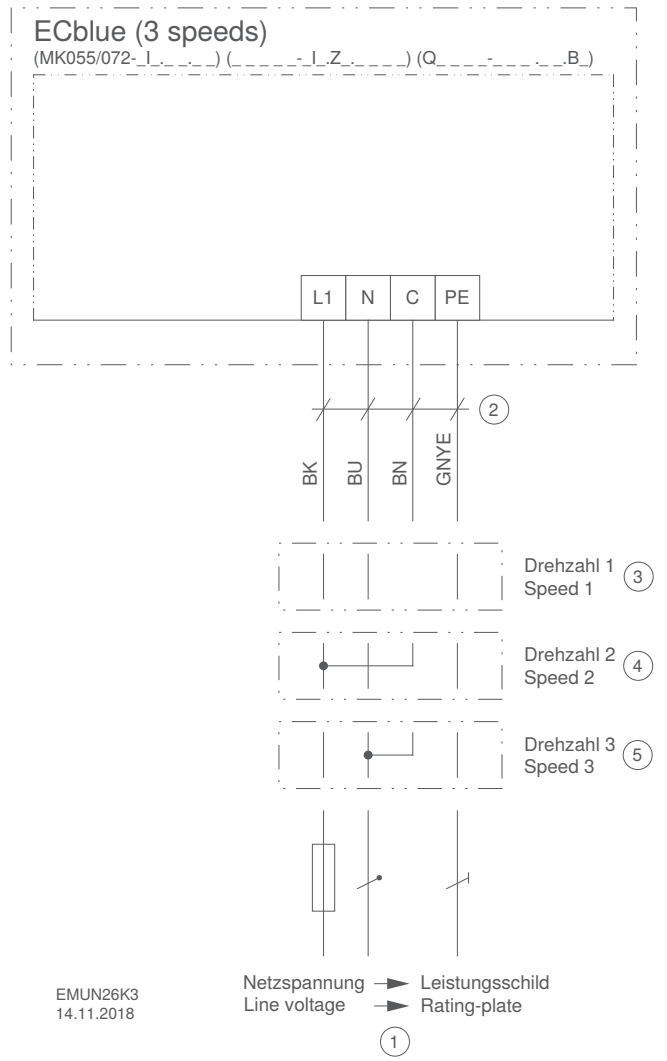 ECblue (3 speeds)
(MK055/072-_I_._ _._ _) (_ _ _ _ _-_I_.Z_._ _ _ _) (Q_ _ _ _-_ _ _._ _.B_)
L1 N C PE
2
BK BU BN GNYE
Drehzahl 1
Speed 1
3
Drehzahl 2
Speed 2
4
Drehzahl 3
Speed 3
5
Netzspannung Leistungsschild
Line voltage Rating-plate
1
EMUN26K3
14.11.2018